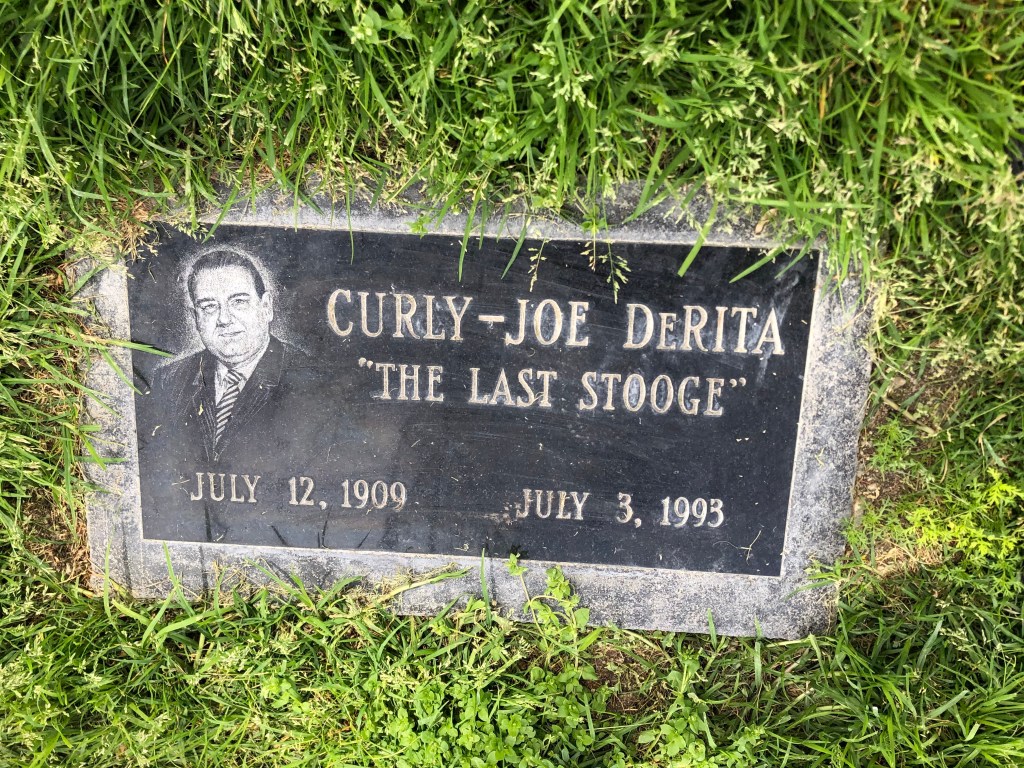 CURLY-JOE DeRITA
"THE LAST STOOGE"
JULY 12, 1909 JULY 3, 1993